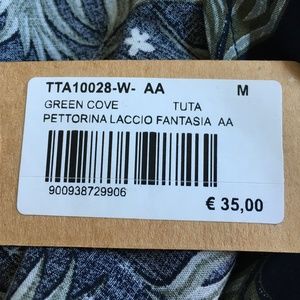 TTA10028-W- AA M
GREEN COVE TUTA
PETTORINA LACCIO FANTASIA AA
900938729906
€ 35,00